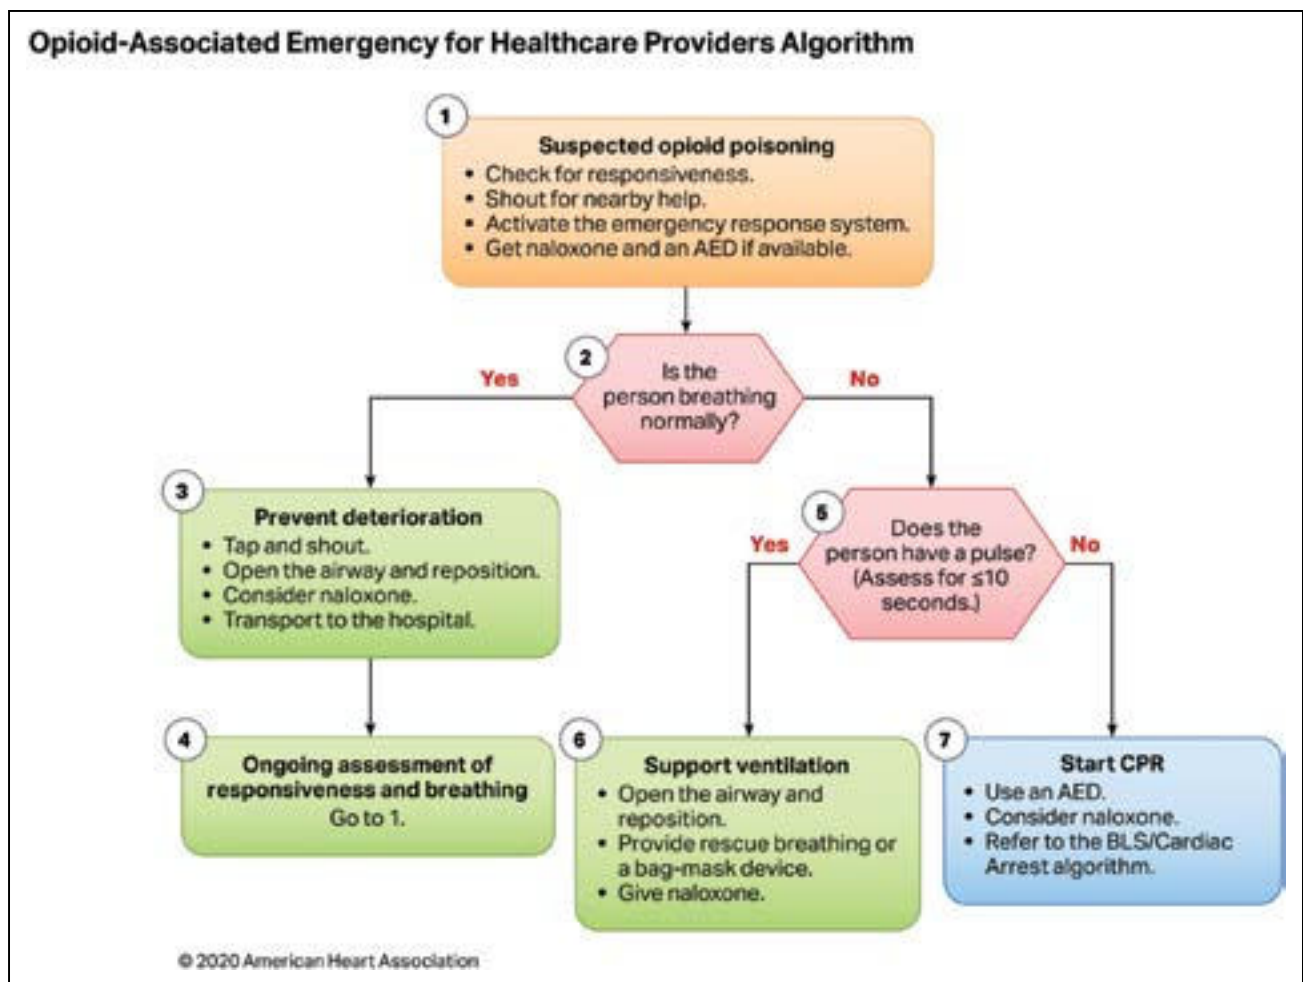 Opioid-Associated Emergency for Healthcare Providers Algorithm
1
Suspected opioid poisoning
• Check for responsiveness.
• Shout for nearby help.
• Activate the emergency response system.
• Get naloxone and an AED if available.
2
Is the
person breathing
normally?
Yes
No
3
Prevent deterioration
• Tap and shout.
• Open the airway and reposition.
• Consider naloxone.
• Transport to the hospital.
5
Does the
person have a pulse?
(Assess for ≤10
seconds.)
Yes
No
4
Ongoing assessment of
responsiveness and breathing
Go to 1.
6
Support ventilation
• Open the airway and
reposition.
• Provide rescue breathing or
a bag-mask device.
• Give naloxone.
7
Start CPR
• Use an AED.
• Consider naloxone.
• Refer to the BLS/Cardiac
Arrest algorithm.
© 2020 American Heart Association